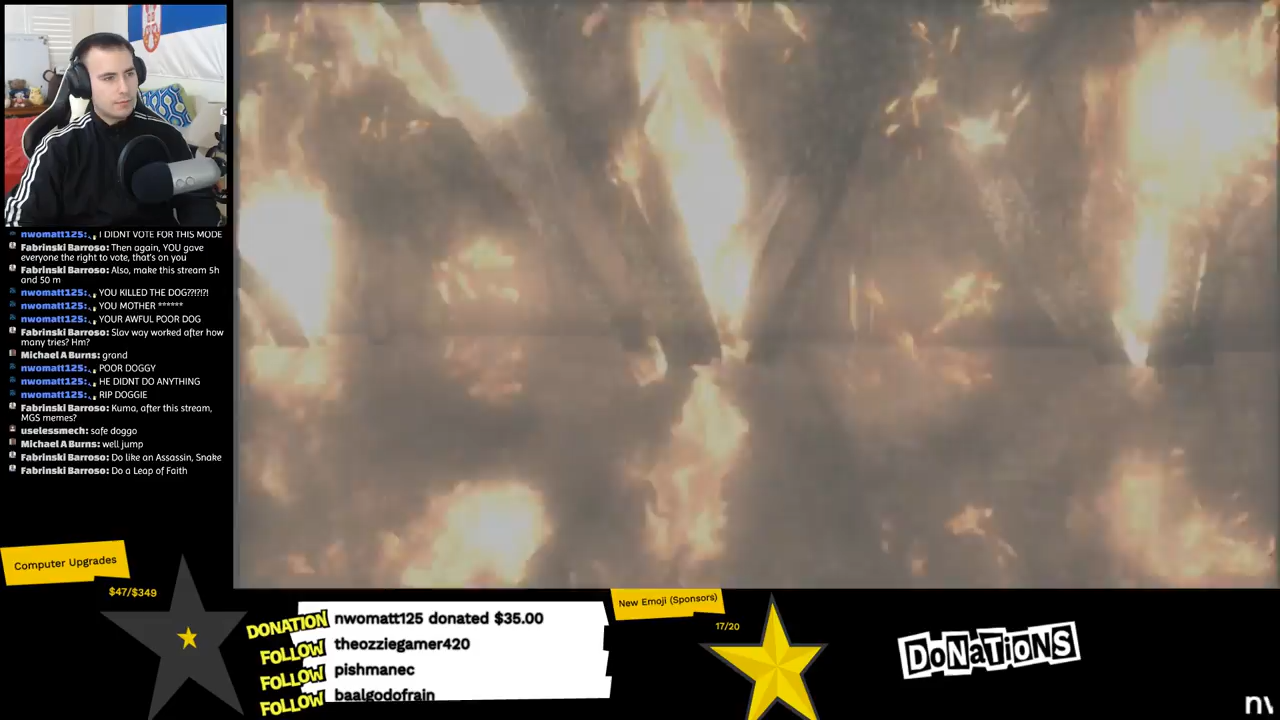 nwomatt125: I DIDNT VOTE FOR THIS MODE
Fabrinski Barroso: Then again, YOU gave
everyone the right to vote, that's on you
Fabrinski Barroso: Also, make this stream 5h
and 50 m
nwomatt125: YOU KILLED THE DOG??!?!?!
nwomatt125: YOU MOTHER ******
nwomatt125: YOUR AWFUL POOR DOG
Fabrinski Barroso: Slav way worked after how
many tries? Hm?
Michael A Burns: grand
nwomatt125: POOR DOGGY
nwomatt125: HE DIDNT DO ANYTHING
nwomatt125: RIP DOGGIE
Fabrinski Barroso: Kuma, after this stream,
MGS memes?
uselessmech: safe doggo
Michael A Burns: well jump
Fabrinski Barroso: Do like an Assassin, Snake
Fabrinski Barroso: Do a Leap of Faith
Computer Upgrades
$47/$349
DONATION nwomatt125 donated $35.00
FOLLOW theozziegamer420
FOLLOW pishmanec
FOLLOW baalgodofrain
New Emoji (Sponsors)
17/20
DONATIONS